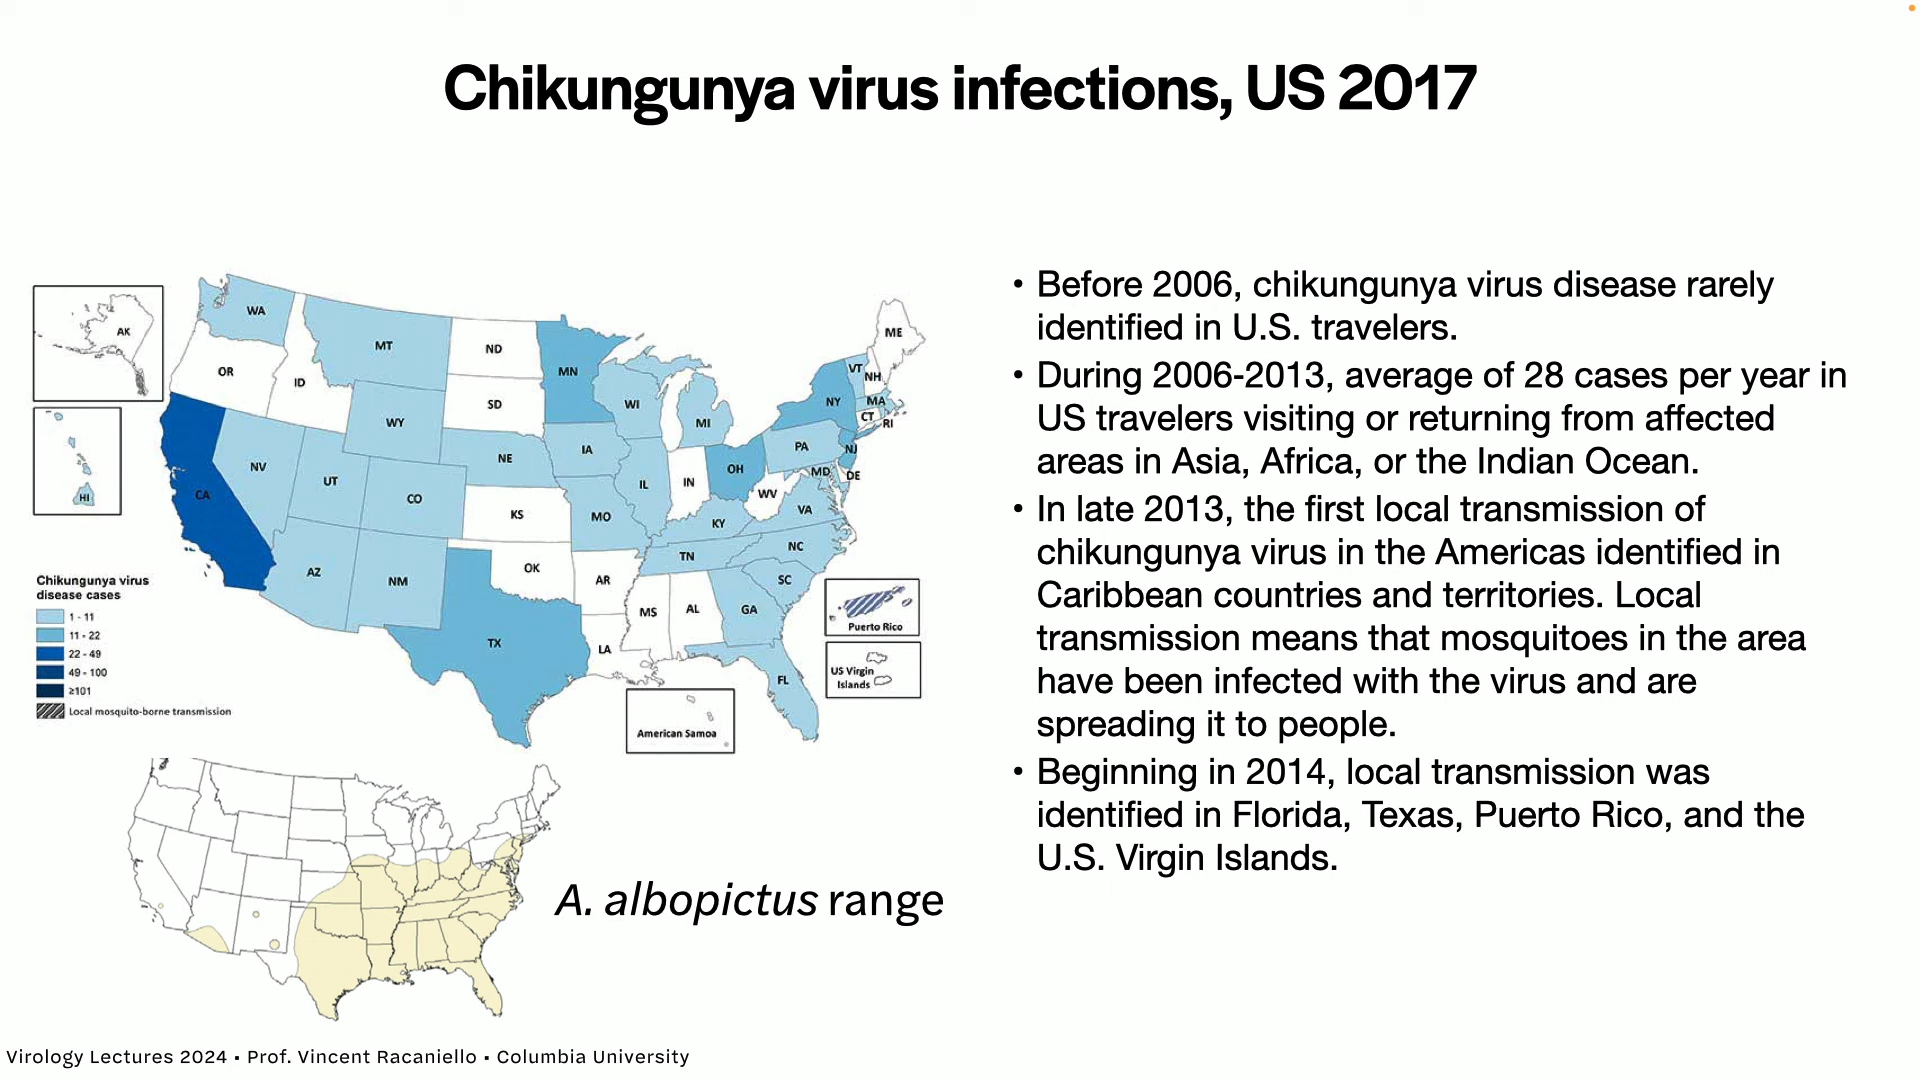 Chikungunya virus infections, US 2017
AK
HI
WA
OR
ID
MT
WY
CA
NV
UT
CO
AZ
NM
ND
SD
NE
KS
OK
TX
MN
IA
MO
AR
LA
WI
IL
MI
IN
OH
KY
TN
MS
AL
GA
FL
SC
NC
VA
WV
PA
NY
VT
NH
ME
MA
CT
RI
NJ
DE
MD
Puerto Rico
US Virgin
Islands
American Samoa
Chikungunya virus
disease cases
1 - 11
11 - 22
22 - 49
49 - 100
≥101
Local mosquito-borne transmission
A. albopictus range
• Before 2006, chikungunya virus disease rarely
identified in U.S. travelers.
• During 2006-2013, average of 28 cases per year in
US travelers visiting or returning from affected
areas in Asia, Africa, or the Indian Ocean.
• In late 2013, the first local transmission of
chikungunya virus in the Americas identified in
Caribbean countries and territories. Local
transmission means that mosquitoes in the area
have been infected with the virus and are
spreading it to people.
• Beginning in 2014, local transmission was
identified in Florida, Texas, Puerto Rico, and the
U.S. Virgin Islands.
Virology Lectures 2024 • Prof. Vincent Racaniello • Columbia University